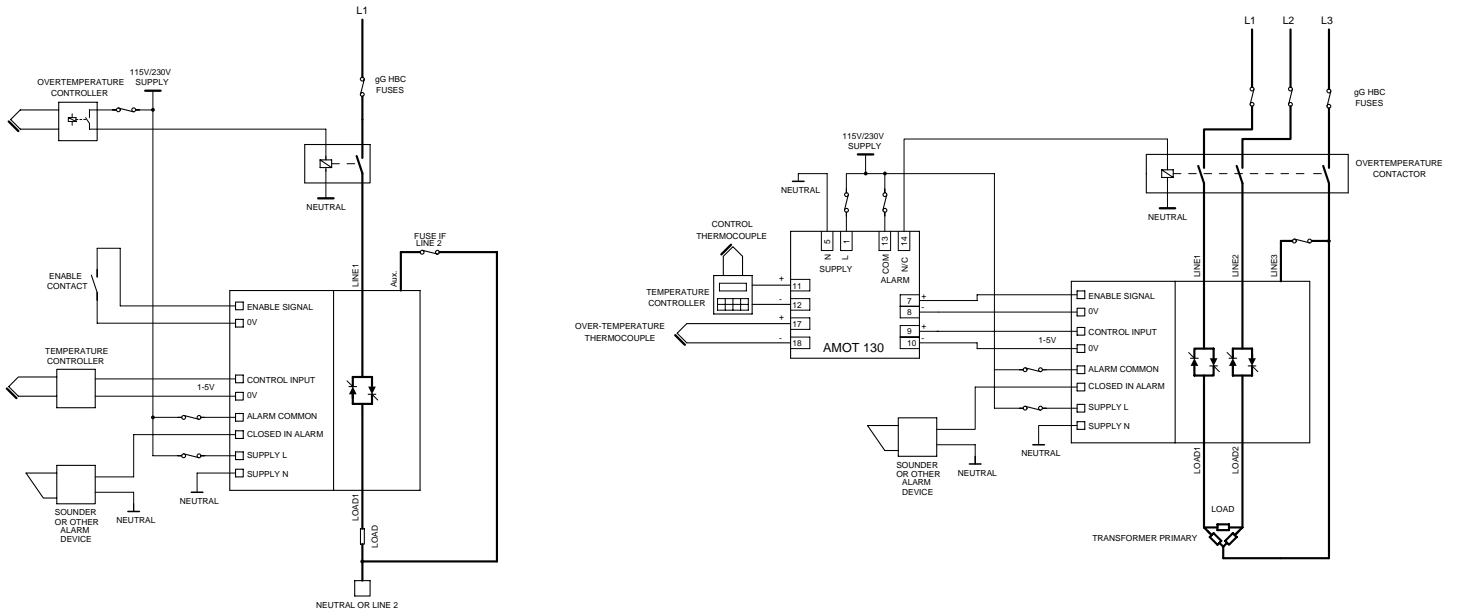 L1
gG HBC
FUSES
OVERTEMPERATURE
CONTROLLER
115V/230V
SUPPLY
NEUTRAL
FUSE IF
LINE 2
ENABLE
CONTACT
LINE1
Aux.
ENABLE SIGNAL
0V
TEMPERATURE
CONTROLLER
1-5V
CONTROL INPUT
0V
ALARM COMMON
CLOSED IN ALARM
SUPPLY L
SUPPLY N
NEUTRAL
SOUNDER
OR OTHER
ALARM
DEVICE
NEUTRAL
LOAD1
LOAD
NEUTRAL OR LINE 2
L1
L2
L3
gG HBC
FUSES
115V/230V
SUPPLY
OVERTEMPERATURE
CONTACTOR
NEUTRAL
NEUTRAL
CONTROL
THERMOCOUPLE
5
1
13
14
N
L
COM
N/C
SUPPLY
ALARM
TEMPERATURE
CONTROLLER
+
11
-
12
OVER-TEMPERATURE
THERMOCOUPLE
+
17
-
18
7
+
8
-
9
+
10
-
AMOT 130
1-5V
LINE1
LINE2
LINE3
ENABLE SIGNAL
0V
CONTROL INPUT
0V
ALARM COMMON
CLOSED IN ALARM
SUPPLY L
SUPPLY N
NEUTRAL
SOUNDER
OR OTHER
ALARM
DEVICE
NEUTRAL
LOAD1
LOAD2
LOAD
TRANSFORMER PRIMARY